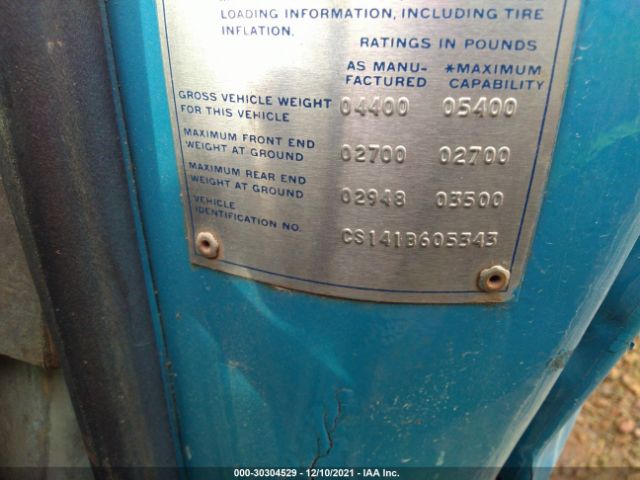 LOADING INFORMATION, INCLUDING TIRE
INFLATION.
RATINGS IN POUNDS
AS MANU-
FACTURED
*MAXIMUM
CAPABILITY
GROSS VEHICLE WEIGHT
FOR THIS VEHICLE
04400 05400
MAXIMUM FRONT END
WEIGHT AT GROUND
02700 02700
MAXIMUM REAR END
WEIGHT AT GROUND
02948 03500
VEHICLE
IDENTIFICATION NO.
CS141B605343
000-30304529 - 12/10/2021 - IAA Inc.